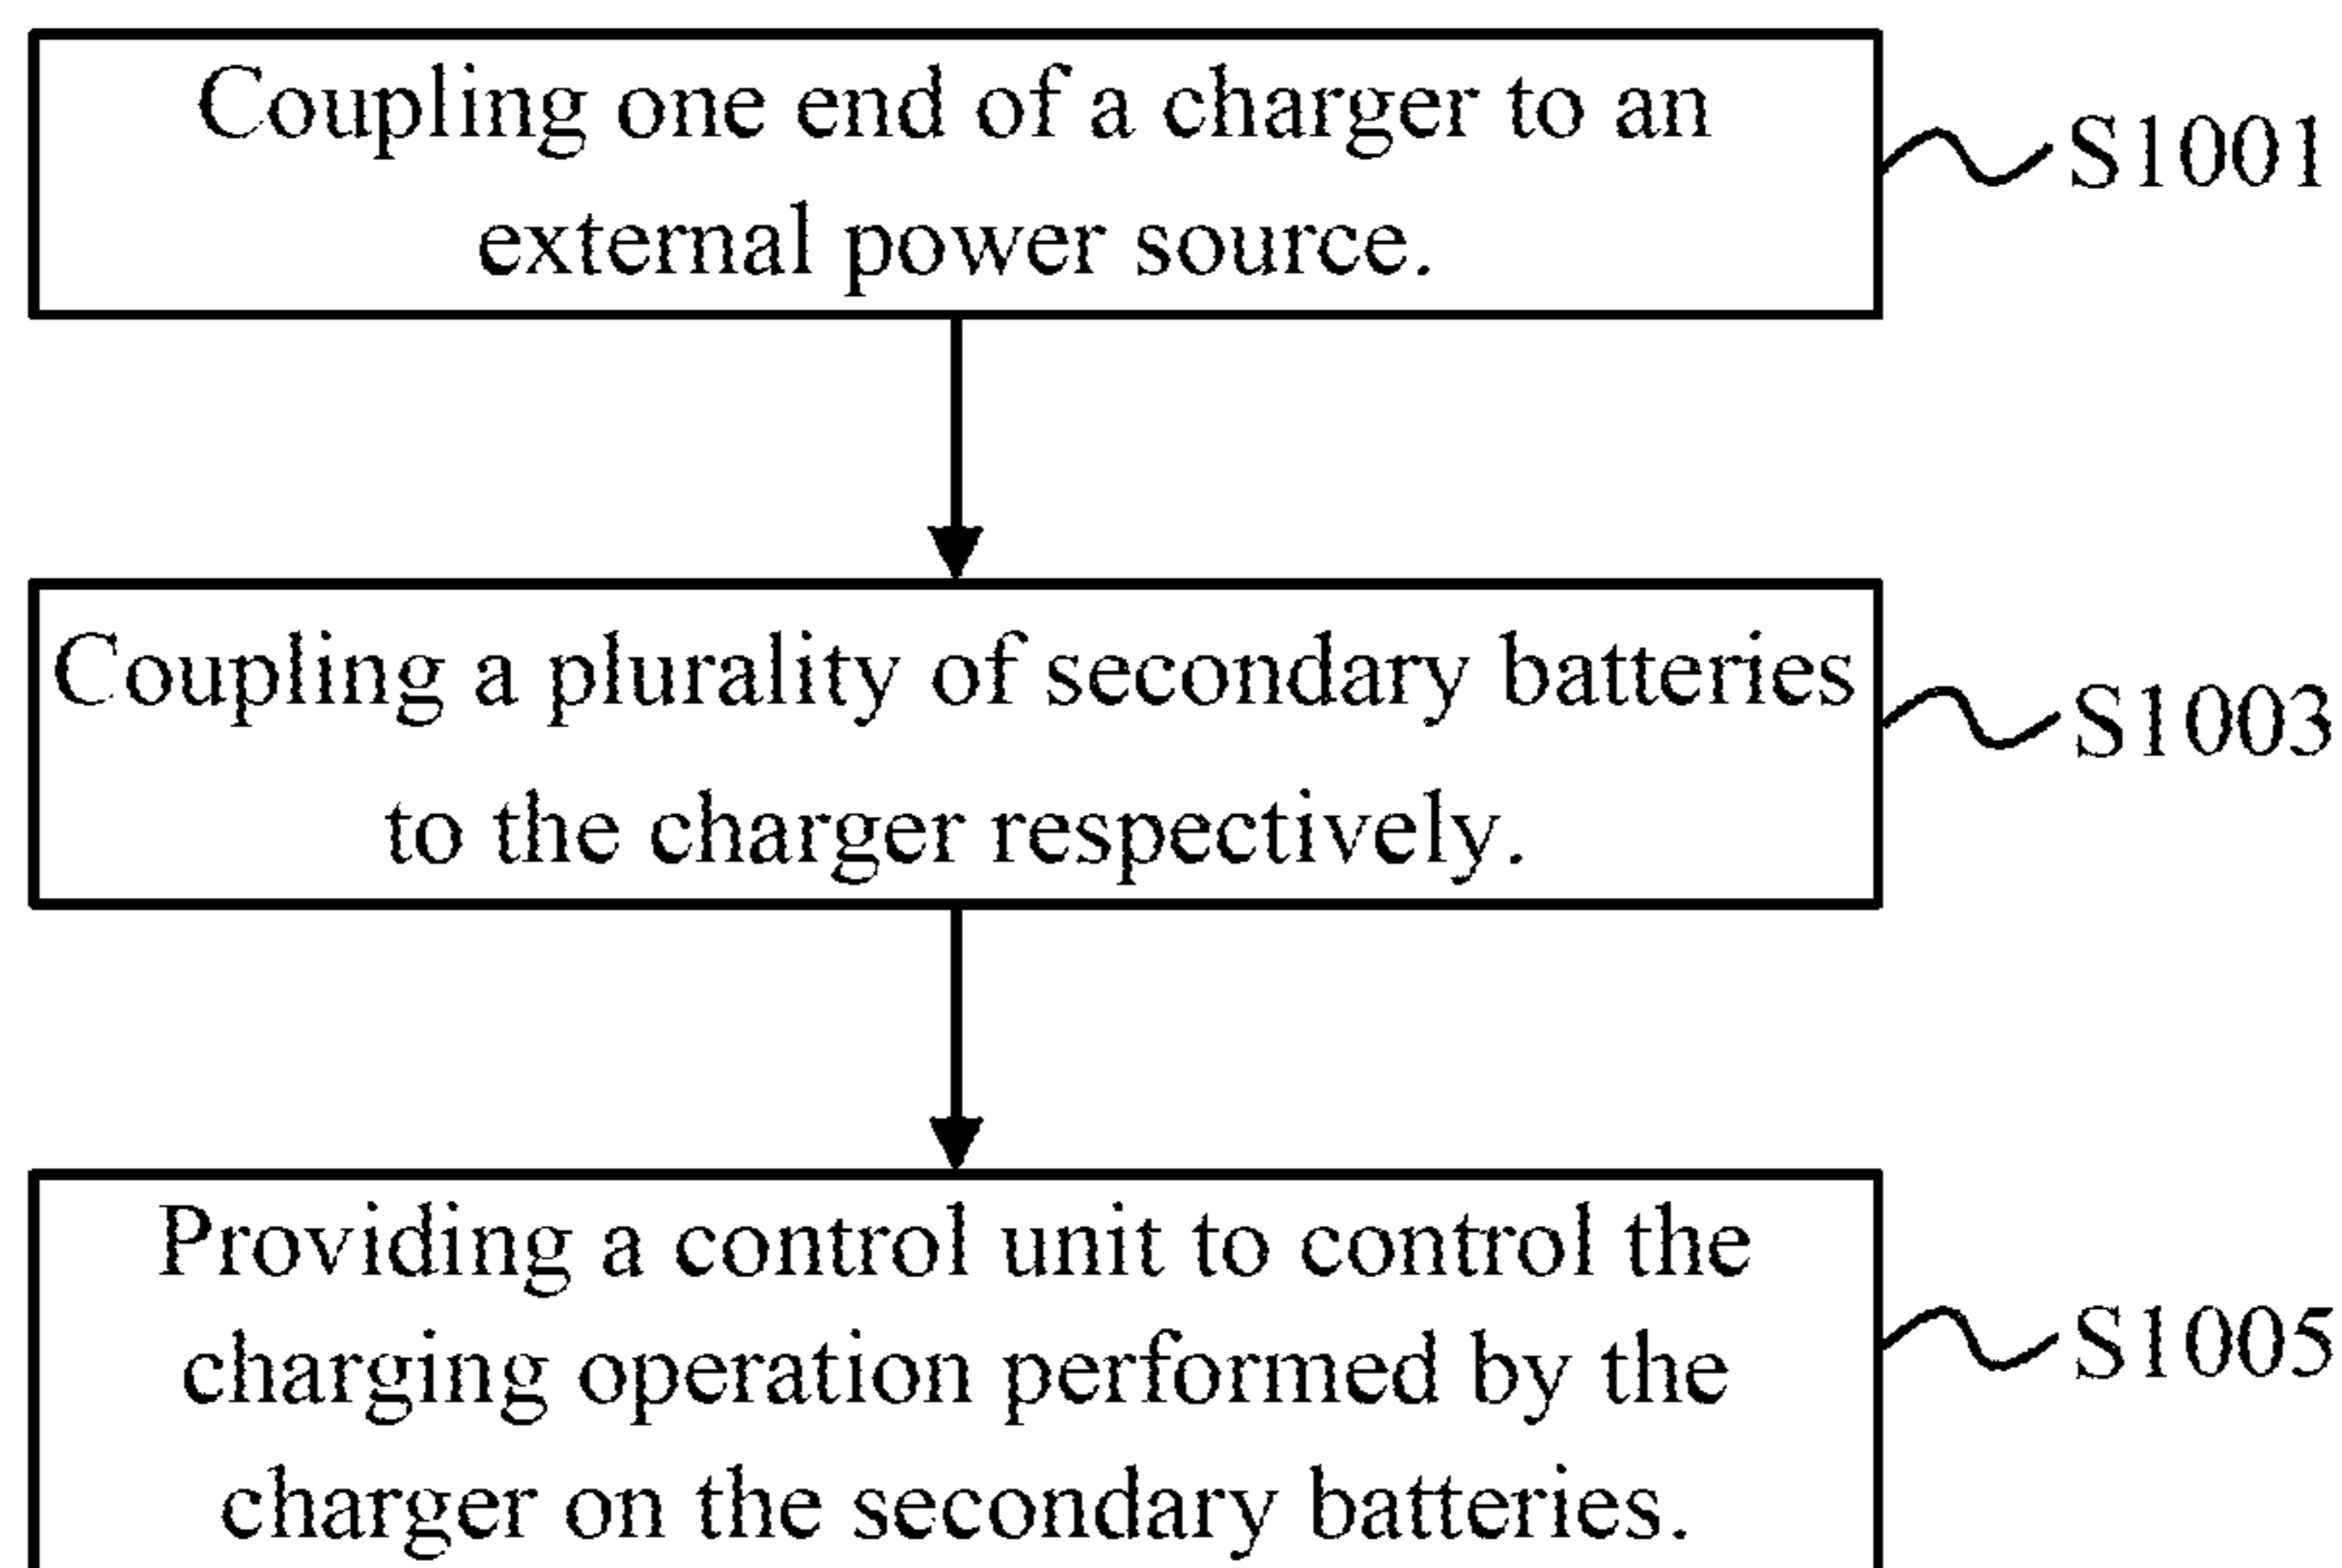 Coupling one end of a charger to an
external power source.
S1001
Coupling a plurality of secondary batteries
to the charger respectively.
S1003
Providing a control unit to control the
charging operation performed by the
charger on the secondary batteries.
S1005